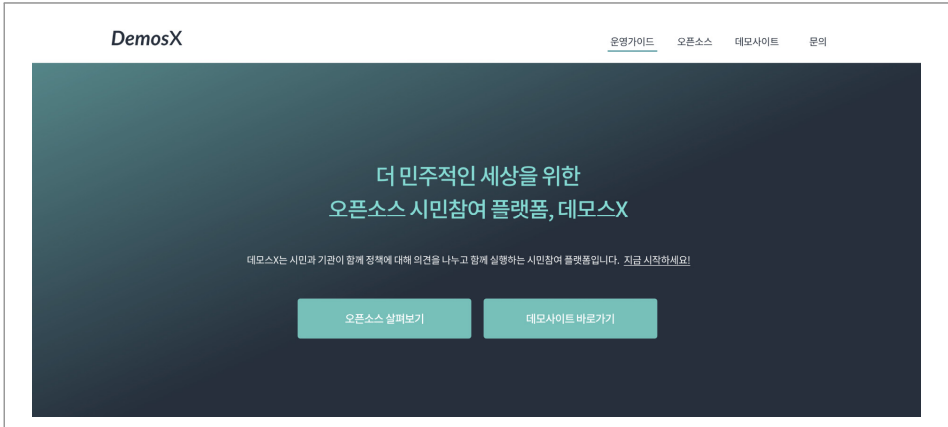 DemosX
운영가이드 오픈소스 데모사이트 문의
더 민주적인 세상을 위한
오픈소스 시민참여 플랫폼, 데모스X
데모스X는 시민과 기관이 함께 정책에 대해 의견을 나누고 함께 실행하는 시민참여 플랫폼입니다. 지금 시작하세요!
오픈소스 살펴보기 데모사이트 바로가기